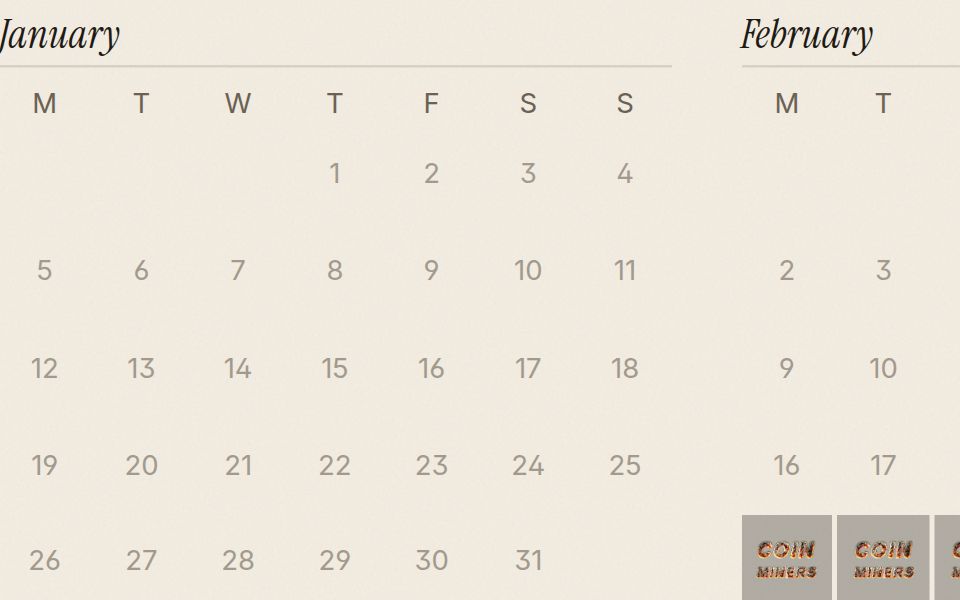 January
M T W T F S S
1 2 3 4
5 6 7 8 9 10 11
12 13 14 15 16 17 18
19 20 21 22 23 24 25
26 27 28 29 30 31
February
M T
2 3
9 10
16 17
COIN
MINERS
COIN
MINERS